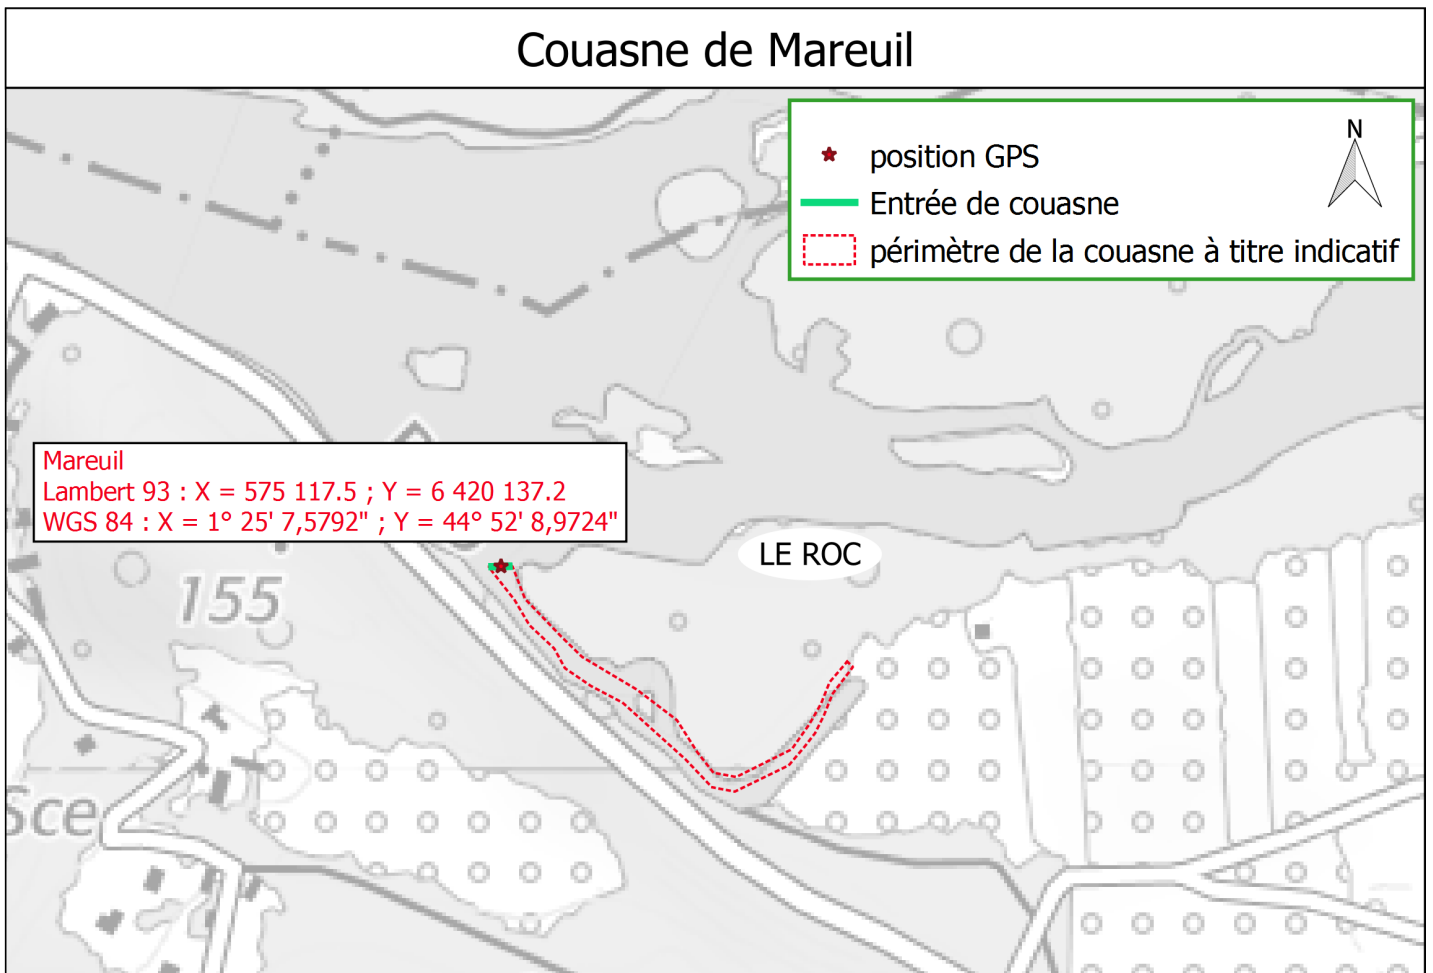 Couasne de Mareuil
N
position GPS
Entrée de couasne
périmètre de la couasne à titre indicatif
Mareuil
Lambert 93 : X = 575 117.5 ; Y = 6 420 137.2
WGS 84 : X = 1° 25' 7,5792" ; Y = 44° 52' 8,9724"
LE ROC
155
Sce